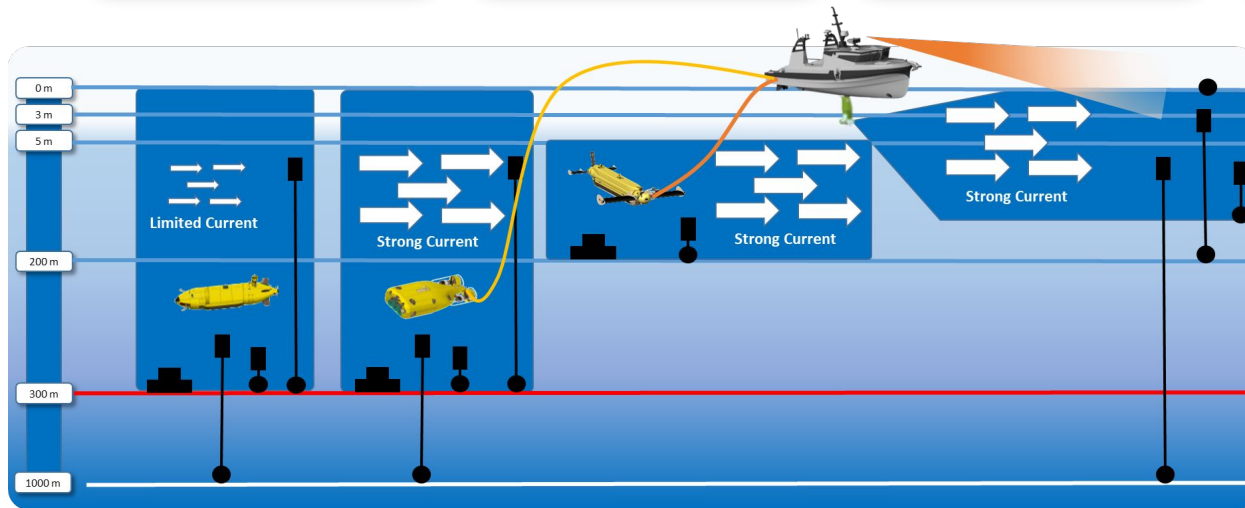 0 m
3 m
5 m
200 m
300 m
1000 m
Limited Current
Strong Current
Strong Current
Strong Current